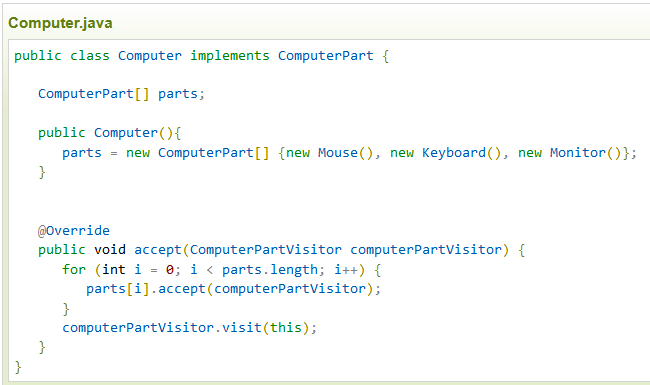 Computer.java
public class Computer implements ComputerPart {
ComputerPart[] parts;
public Computer(){
parts = new ComputerPart[] {new Mouse(), new Keyboard(), new Monitor()};
}
@Override
public void accept(ComputerPartVisitor computerPartVisitor) {
for (int i = 0; i < parts.length; i++) {
parts[i].accept(computerPartVisitor);
}
computerPartVisitor.visit(this);
}
}